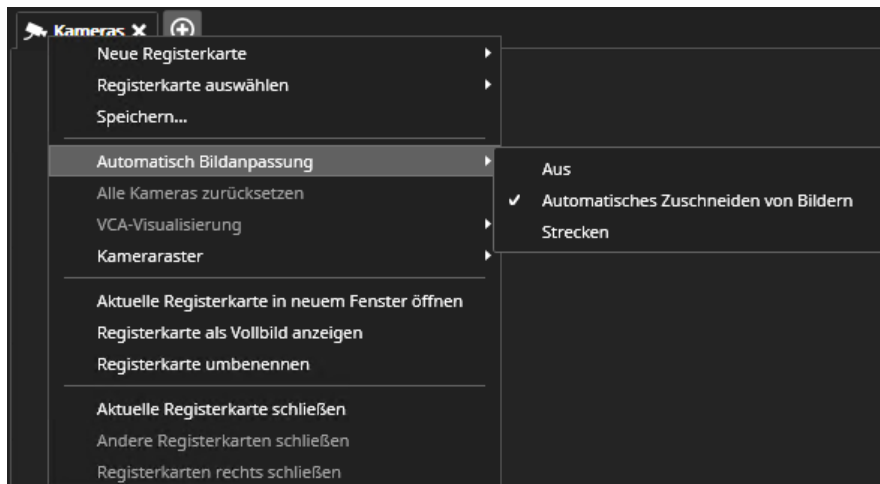 Kameras
Neue Registerkarte
Registerkarte auswählen
Speichern...
Automatisch Bildanpassung
Alle Kameras zurücksetzen
VCA-Visualisierung
Kameraraster
Aus
Automatisches Zuschneiden von Bildern
Strecken
Aktuelle Registerkarte in neuem Fenster öffnen
Registerkarte als Vollbild anzeigen
Registerkarte umbenennen
Aktuelle Registerkarte schließen
Andere Registerkarten schließen
Registerkarten rechts schließen